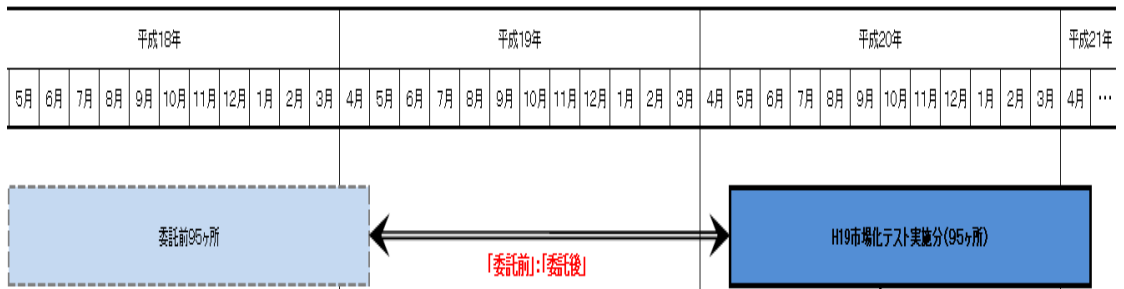 平成18年 平成19年 平成20年 平成21年
5月 6月 7月 8月 9月 10月 11月 12月 1月 2月 3月 4月 5月 6月 7月 8月 9月 10月 11月 12月 1月 2月 3月 4月 5月 6月 7月 8月 9月 10月 11月 12月 1月 2月 3月 4月 …
委託前95ヶ所 H19市場化テスト実施分(95ヶ所)
「委託前」:「委託後」